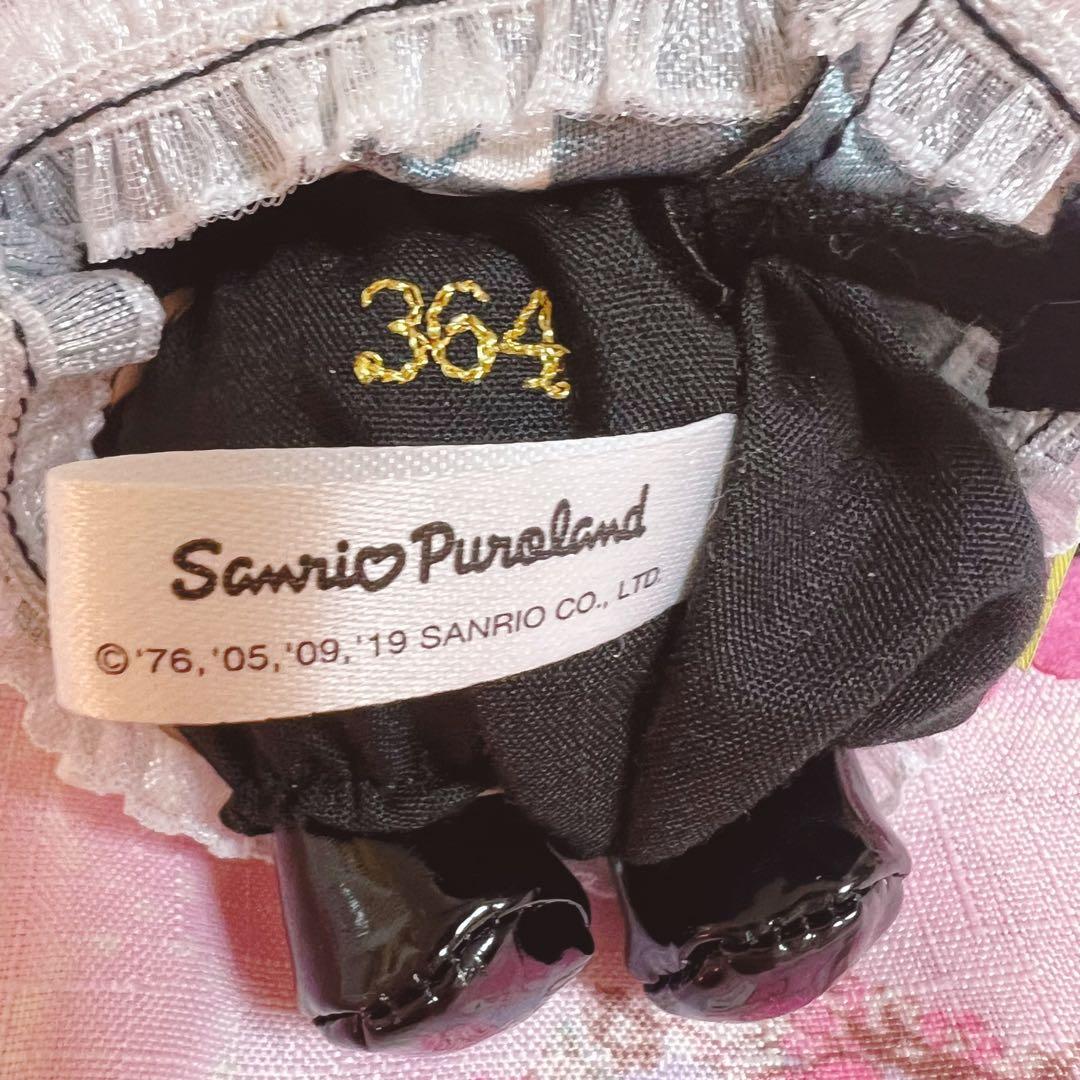 364
Sanrio♡Puroland
©'76,'05,'09,'19 SANRIO CO., LTD.